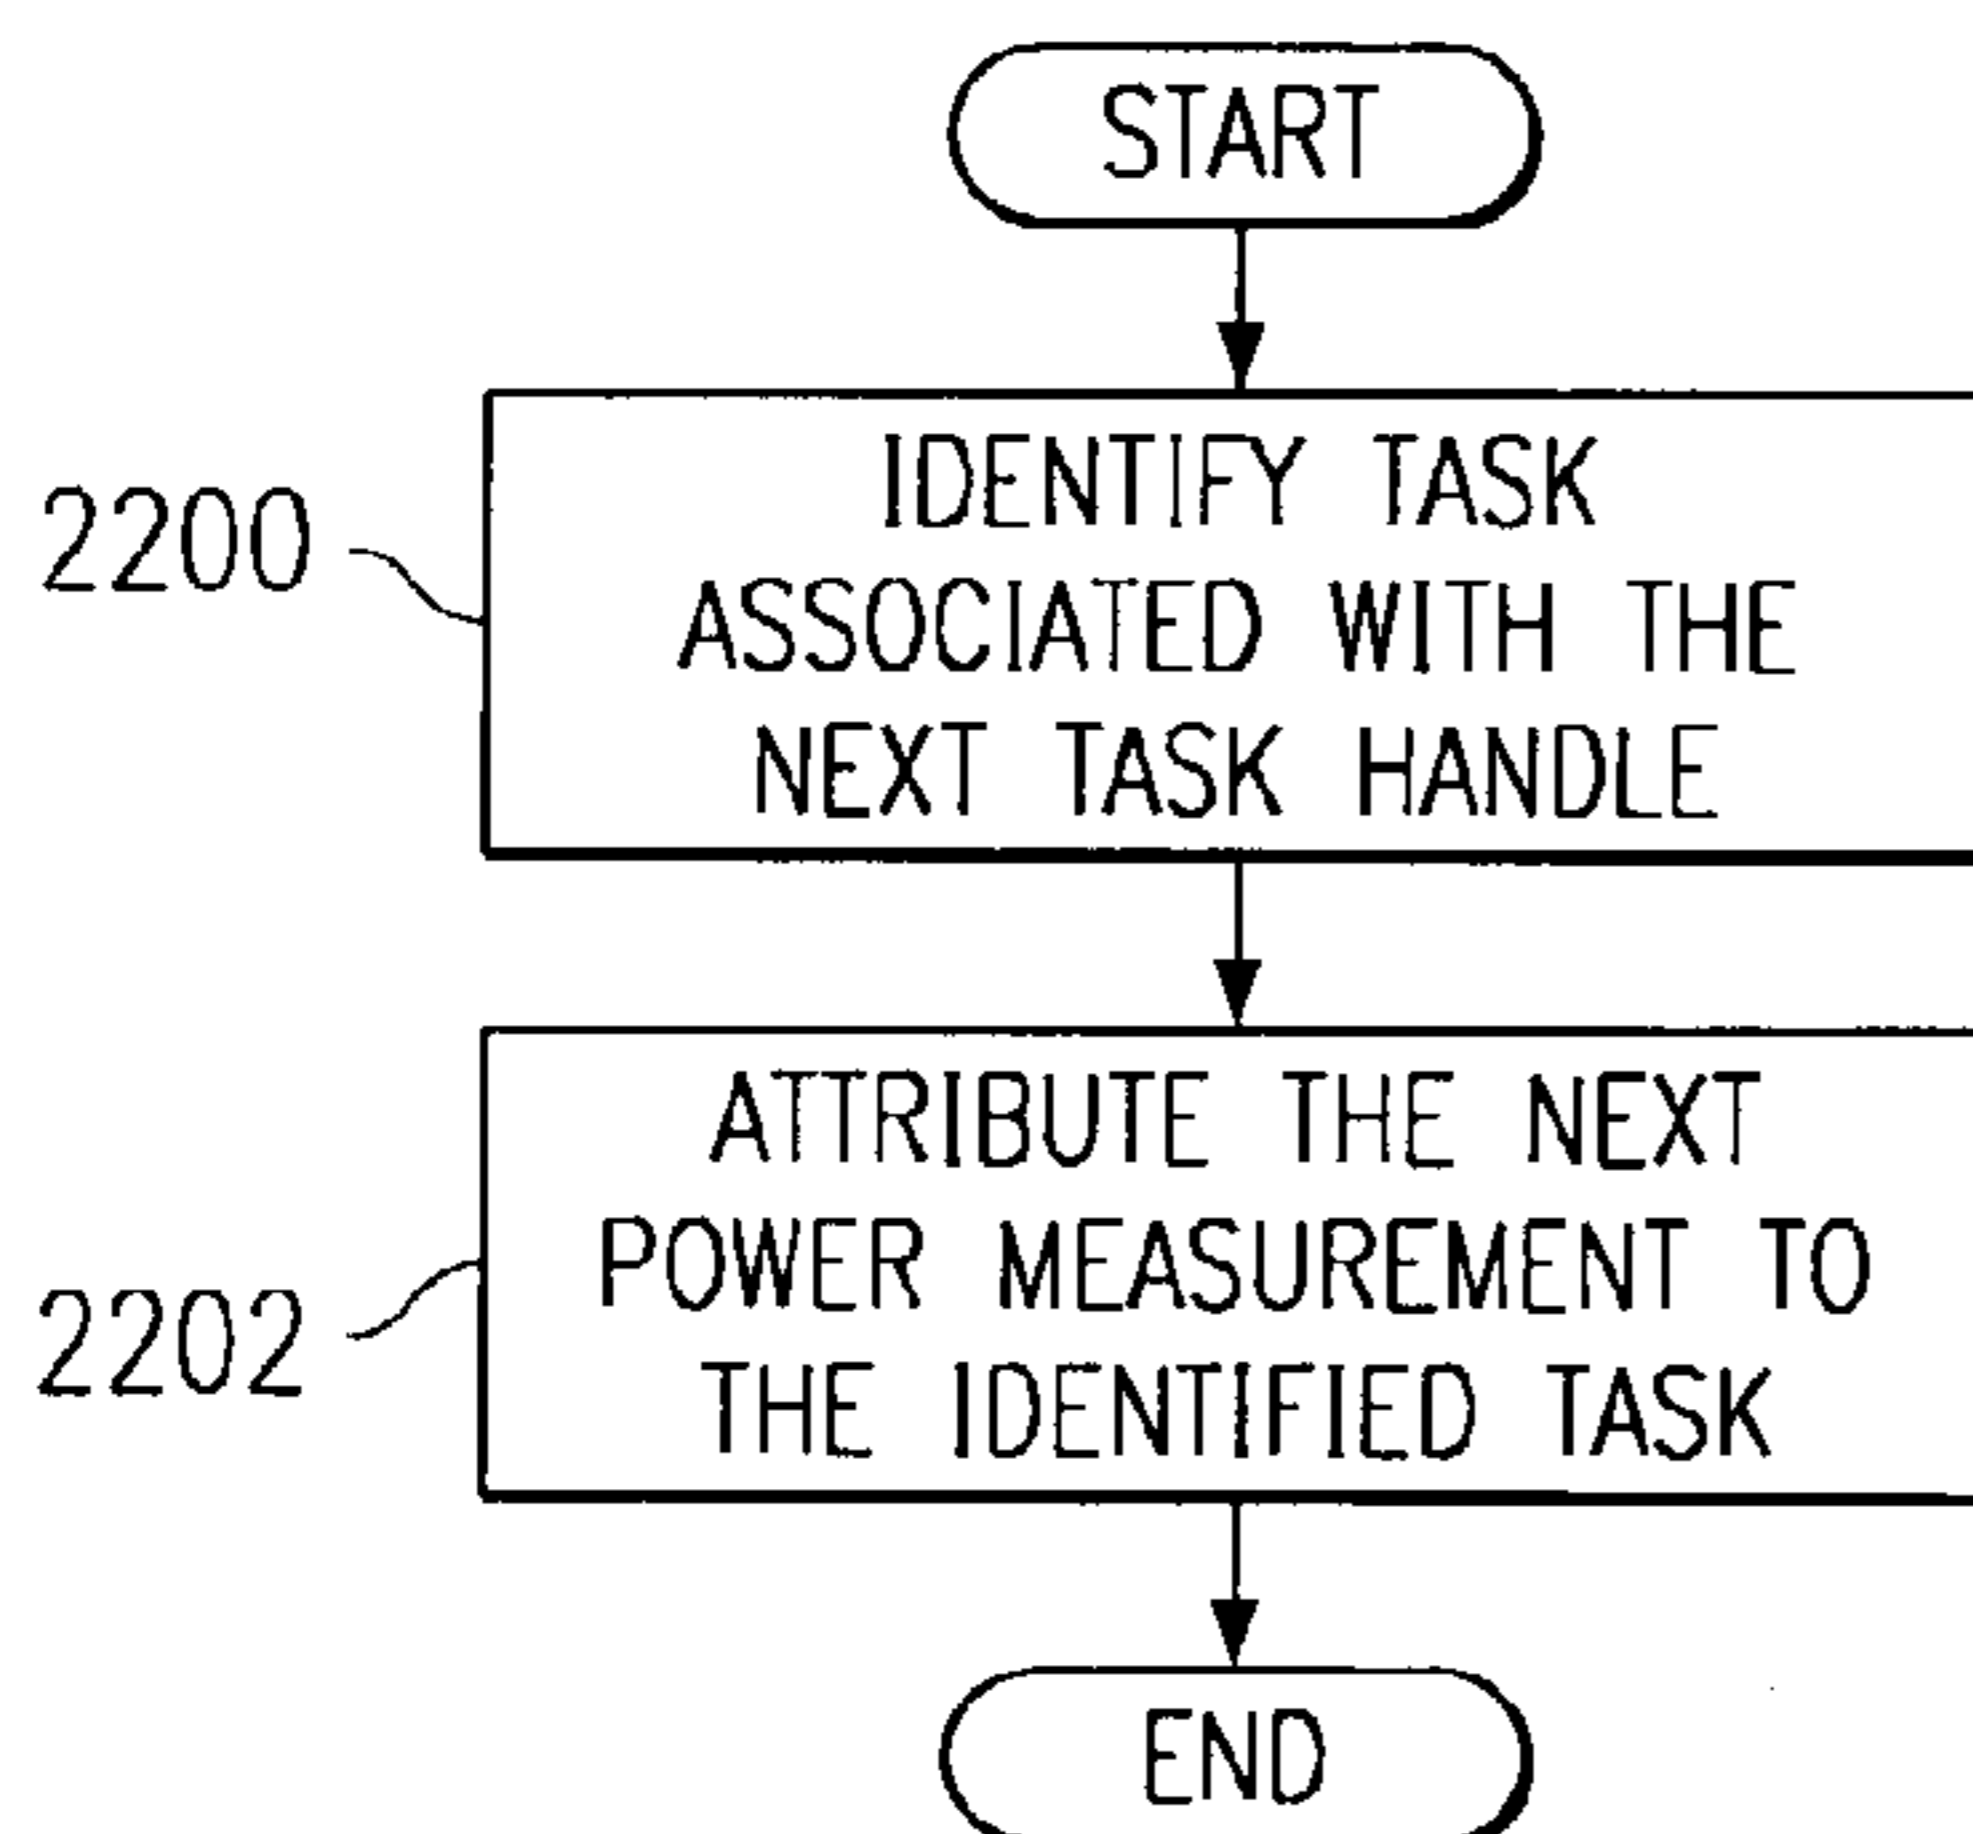 START
2200
IDENTIFY TASK
ASSOCIATED WITH THE
NEXT TASK HANDLE
2202
ATTRIBUTE THE NEXT
POWER MEASUREMENT TO
THE IDENTIFIED TASK
END